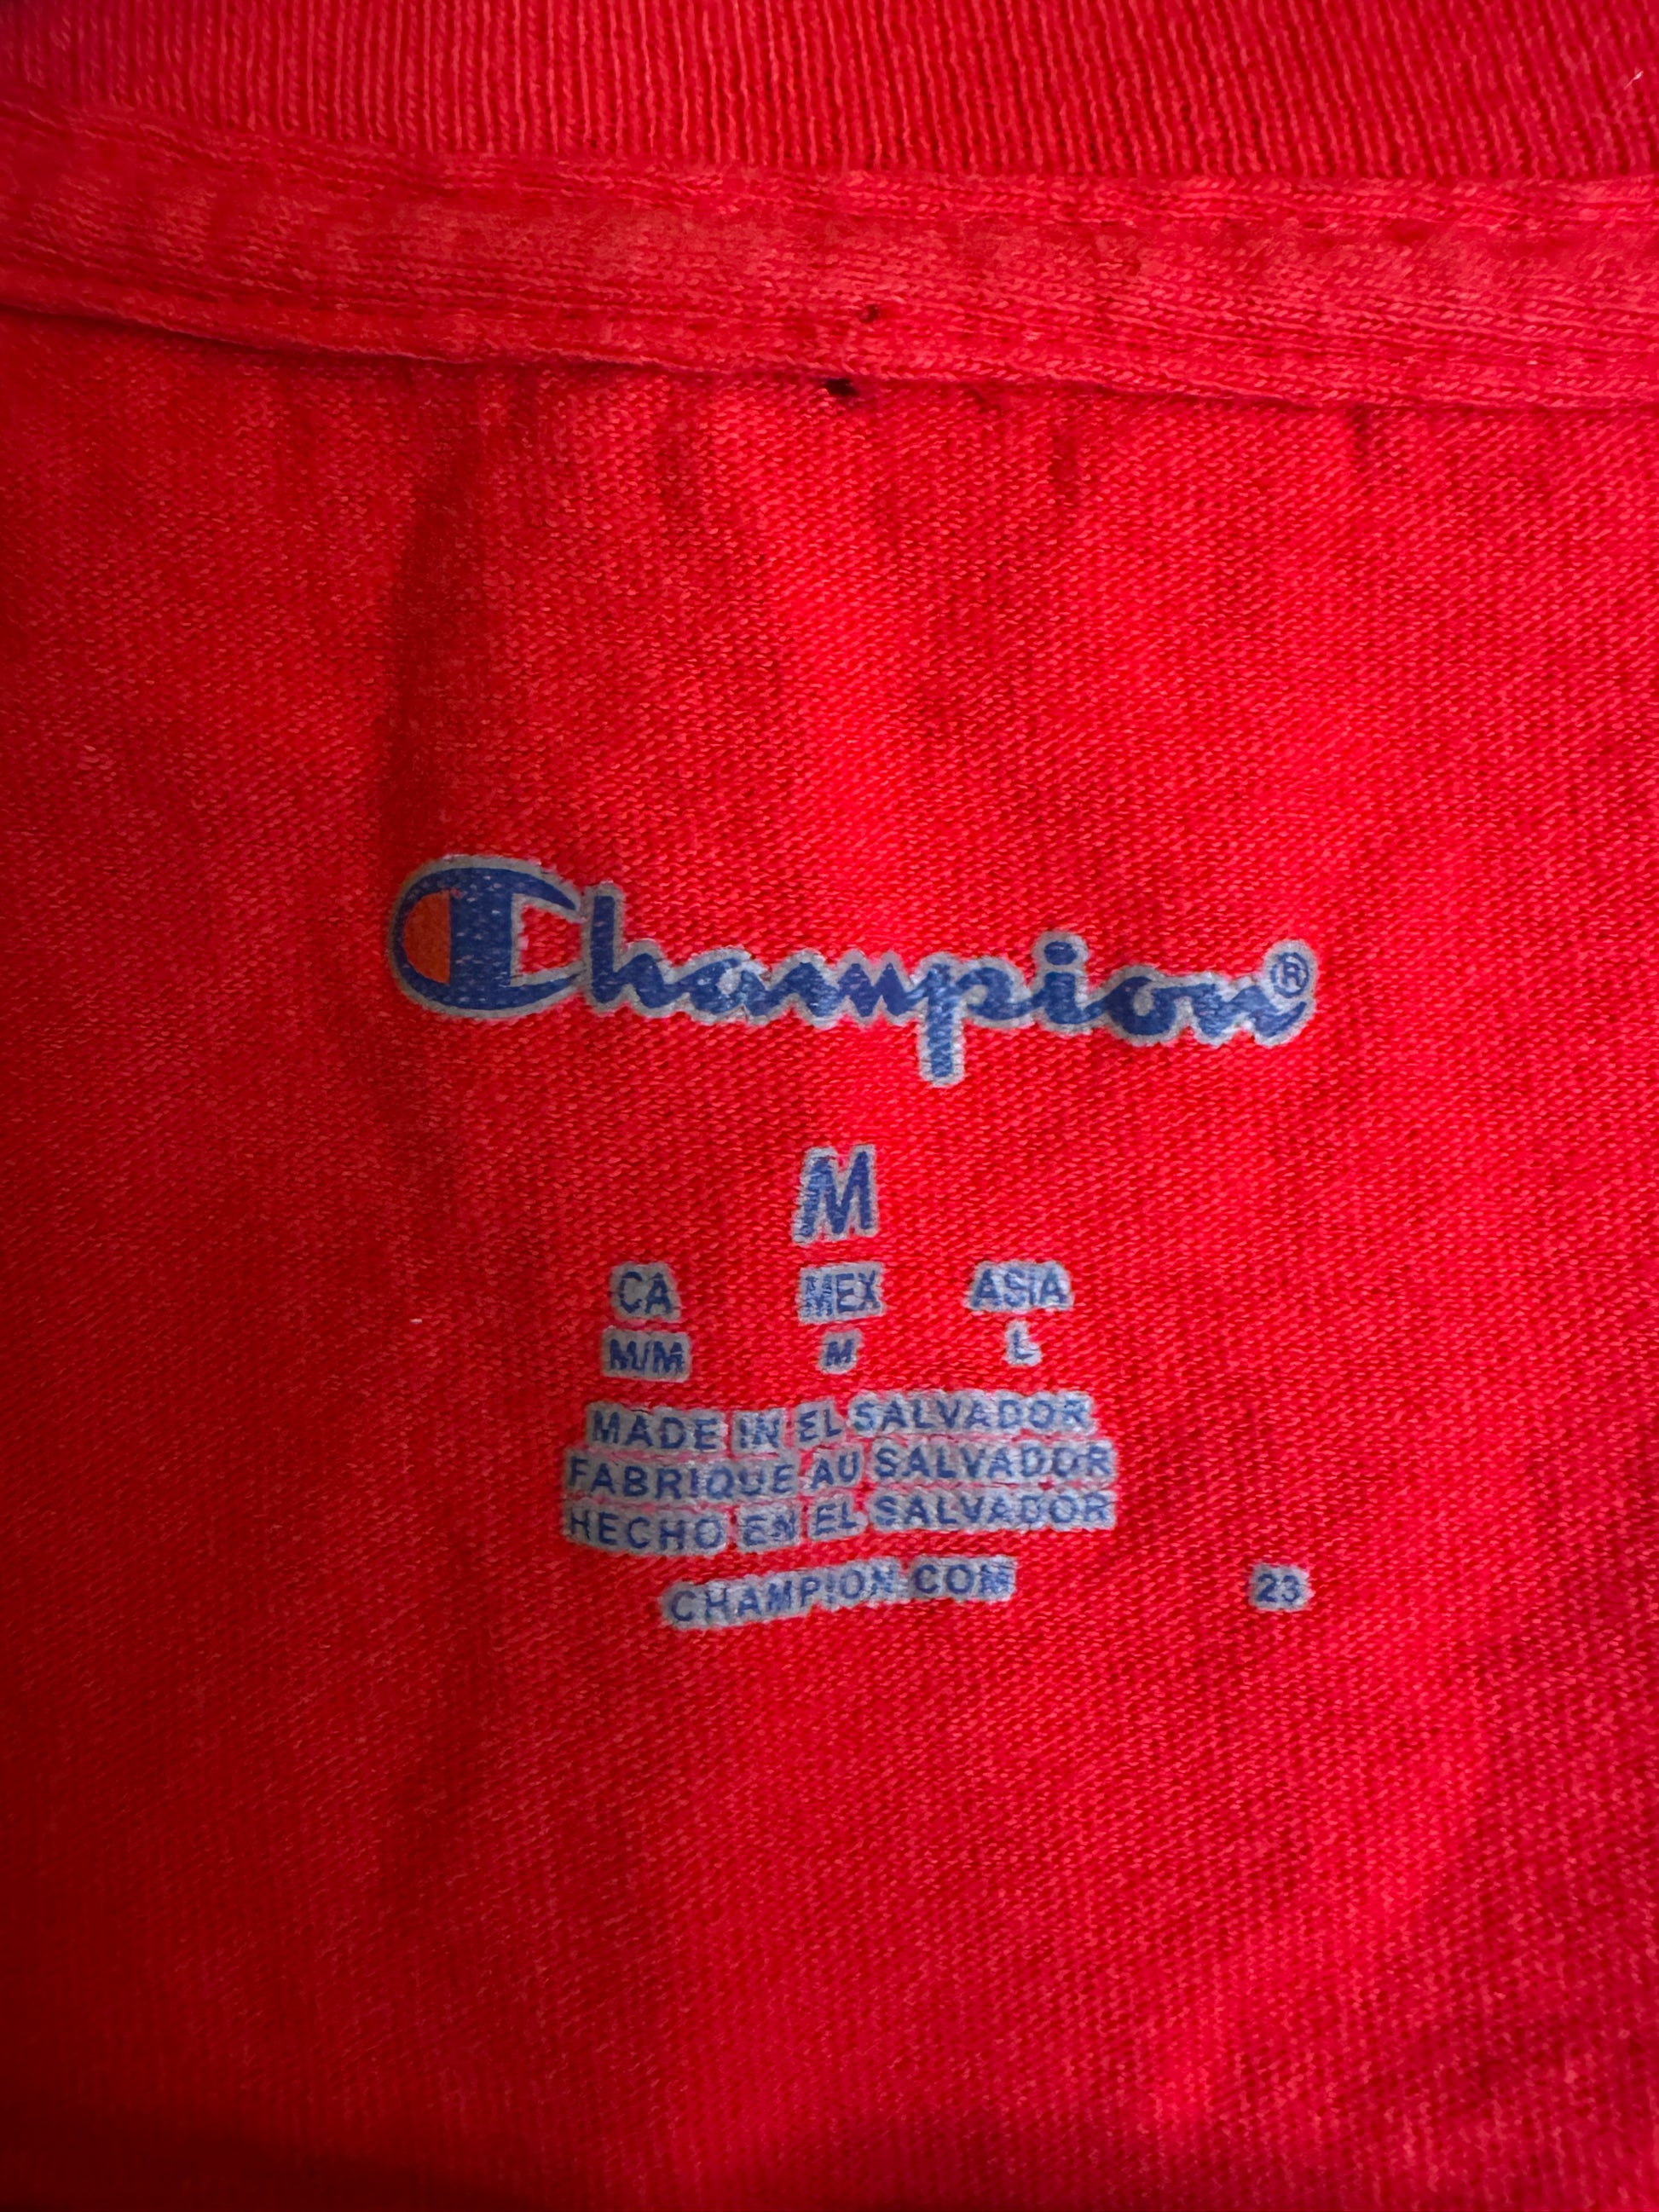 Champion®
M
CA MEX ASIA
M/M M L
MADE IN EL SALVADOR
FABRIQUE AU SALVADOR
HECHO EN EL SALVADOR
CHAMPION.COM 23